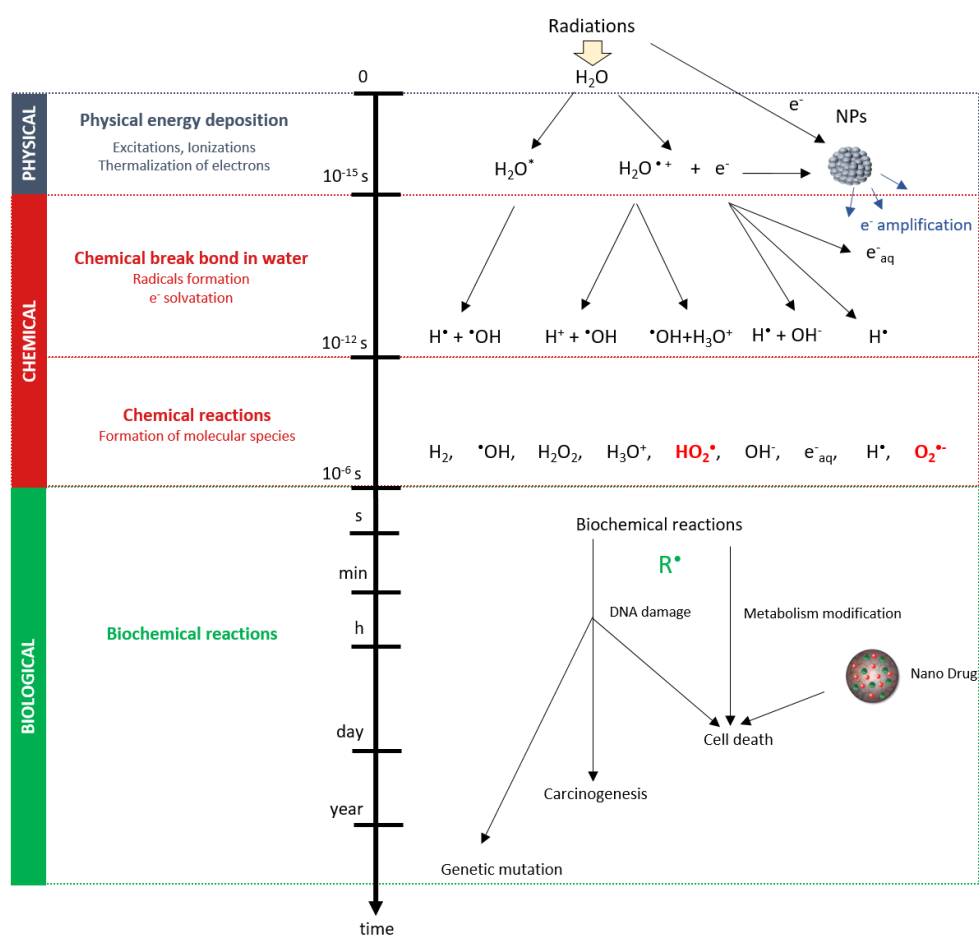 Radiations
0
H₂O
PHYSICAL
Physical energy deposition
Excitations, Ionizations
Thermalization of electrons
e⁻
NPs
H₂O*
H₂O•⁺ + e⁻
10⁻¹⁵ s
e⁻ amplification
CHEMICAL
Chemical break bond in water
Radicals formation
e⁻ solvatation
e⁻aq
H• + •OH
H⁺ + •OH
•OH+H₃O⁺
H• + OH⁻
H•
10⁻¹² s
Chemical reactions
Formation of molecular species
H₂, •OH, H₂O₂, H₃O⁺, HO₂•, OH⁻, e⁻aq, H•, O₂•⁻
10⁻⁶ s
BIOLOGICAL
s
Biochemical reactions
R•
min
DNA damage
Metabolism modification
h
Biochemical reactions
Nano Drug
day
Cell death
Carcinogenesis
year
Genetic mutation
time